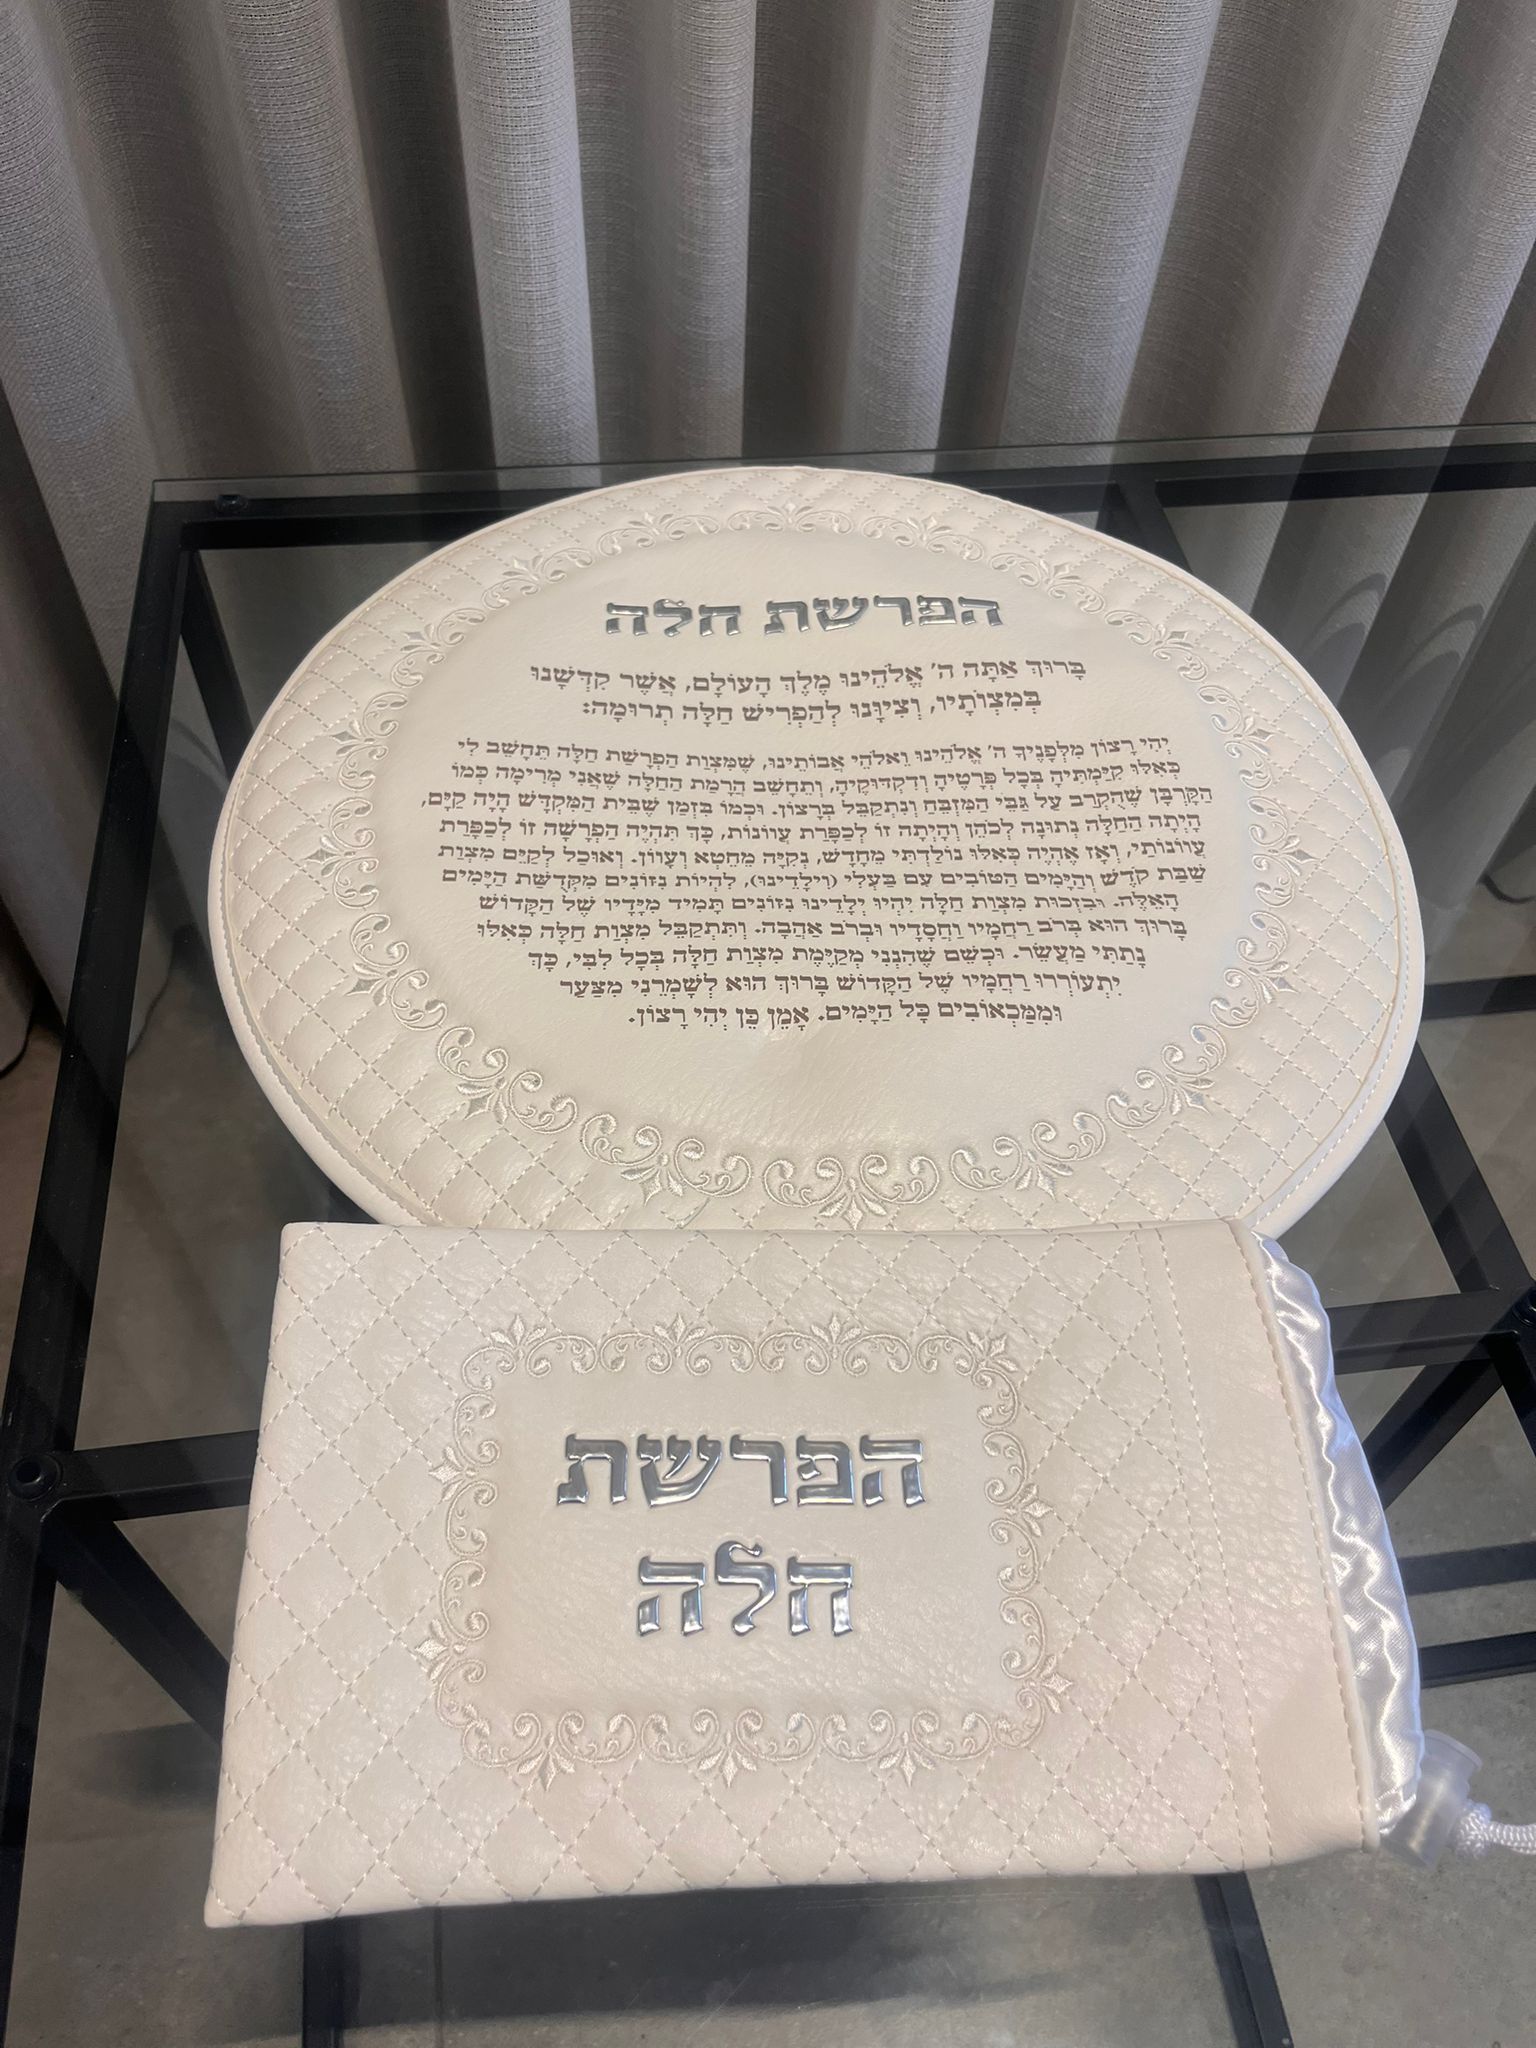 הפרשת חלה
בָּרוּךְ אַתָּה ה' אֱלֹהֵינוּ מֶלֶךְ הָעוֹלָם, אֲשֶׁר קִדְּשָׁנוּ
בְּמִצְוֹתָיו, וְצִיוָּנוּ לְהַפְרִישׁ חַלָּה תְרוּמָה:
יְהִי רָצוֹן מִלְּפָנֶיךָ ה' אֱלֹהֵינוּ וֵאלֹהֵי אֲבוֹתֵינוּ, שֶׁמִּצְוַת הַפְרָשַׁת חַלָּה תֵּחָשֵׁב לִי
כְּאִלּוּ קִיַּמְתִּיהָ בְּכָל פְּרָטֶיהָ וְדִקְדּוּקֶיהָ, וְתֵחָשֵׁב הֲרָמַת הַחַלָּה שֶׁאֲנִי מְרִימָה כְּמוֹ
הַקָּרְבָּן שֶׁהֻקְרַב עַל גַּבֵּי הַמִּזְבֵּחַ וְנִתְקַבֵּל בְּרָצוֹן. וּכְמוֹ בִּזְמַן שֶׁבֵּית הַמִּקְדָּשׁ הָיָה קַיָּם,
הָיְתָה הַחַלָּה נְתוּנָה לְכֹהֵן וְהָיְתָה זוֹ לְכַפָּרַת עֲווֹנוֹת, כָּךְ תִּהְיֶה הַפְרָשָׁה זוֹ לְכַפָּרַת
עֲווֹנוֹתַי, וְאָז אֶהְיֶה כְּאִלּוּ נוֹלַדְתִּי מֵחָדָשׁ, נְקִיָּה מֵחֵטְא וְעָווֹן. וְאוּכַל לְקַיֵּם מִצְוַת
שַׁבַּת קֹדֶשׁ וְהַיָּמִים הַטּוֹבִים עִם בַּעְלִי (וִילָדֵינוּ), לִהְיוֹת נִזּוֹנִים מִקְּדֻשַּׁת הַיָּמִים
הָאֵלֶּה. וּבִזְכוּת מִצְוַת חַלָּה יִהְיוּ יְלָדֵינוּ נִזּוֹנִים תָּמִיד מִיָּדָיו שֶׁל הַקָּדוֹשׁ
בָּרוּךְ הוּא בְּרֹב רַחֲמָיו וַחֲסָדָיו וּבְרֹב אַהֲבָה. וְתִתְקַבֵּל מִצְוַת חַלָּה כְּאִלּוּ
נָתַתִּי מַעֲשֵׂר. וּכְשֵׁם שֶׁהִנְנִי מְקַיֶּמֶת מִצְוַת חַלָּה בְּכָל לִבִּי, כָּךְ
יִתְעוֹרְרוּ רַחֲמָיו שֶׁל הַקָּדוֹשׁ בָּרוּךְ הוּא לְשָׁמְרֵנִי מִצַּעַר
וּמִמַּכְאוֹבִים כָּל הַיָּמִים. אָמֵן כֵּן יְהִי רָצוֹן.
הפרשת
חלה